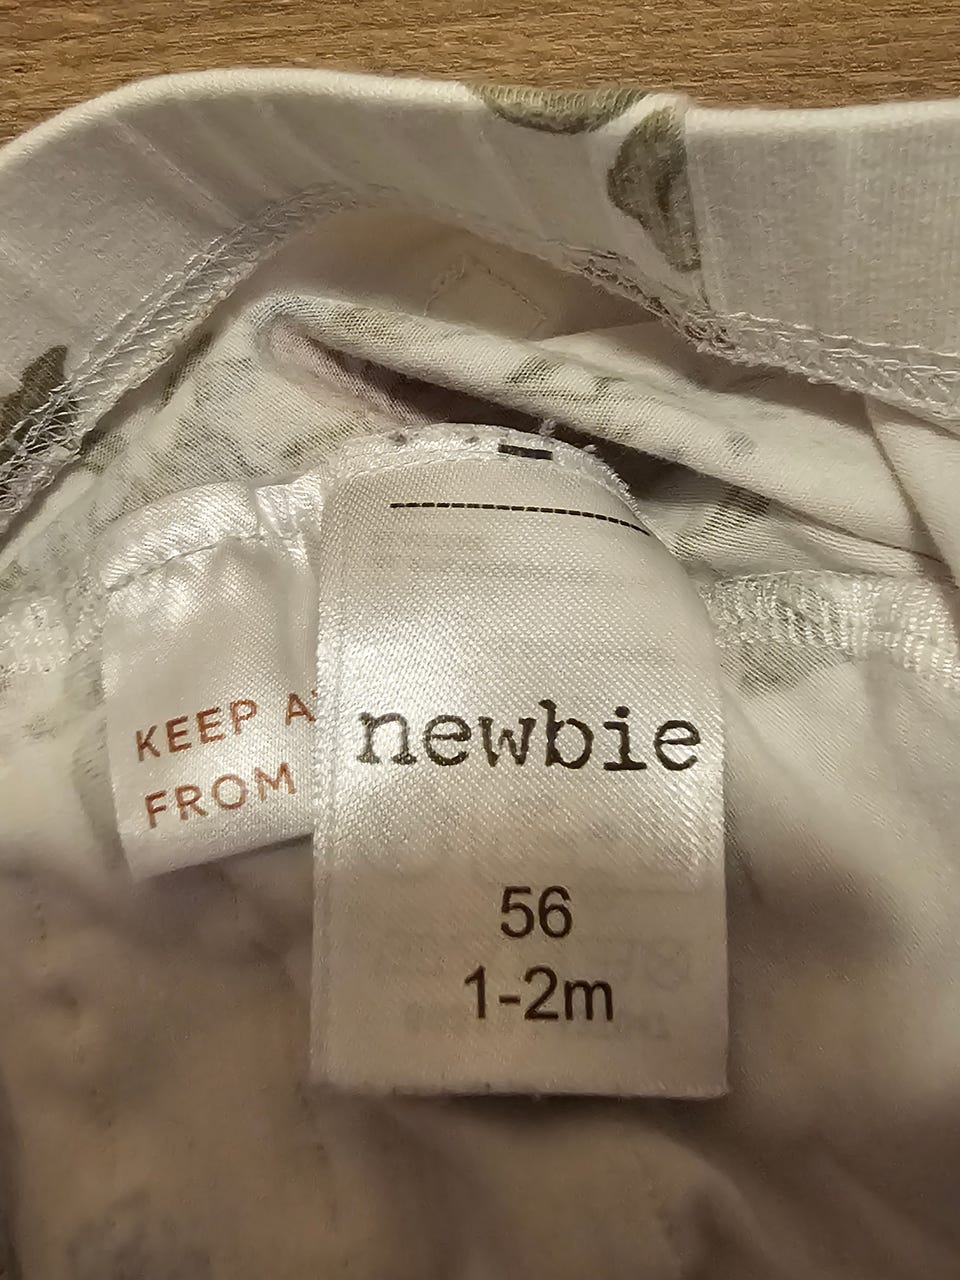 KEEP A
FROM
newbie
56
1-2m